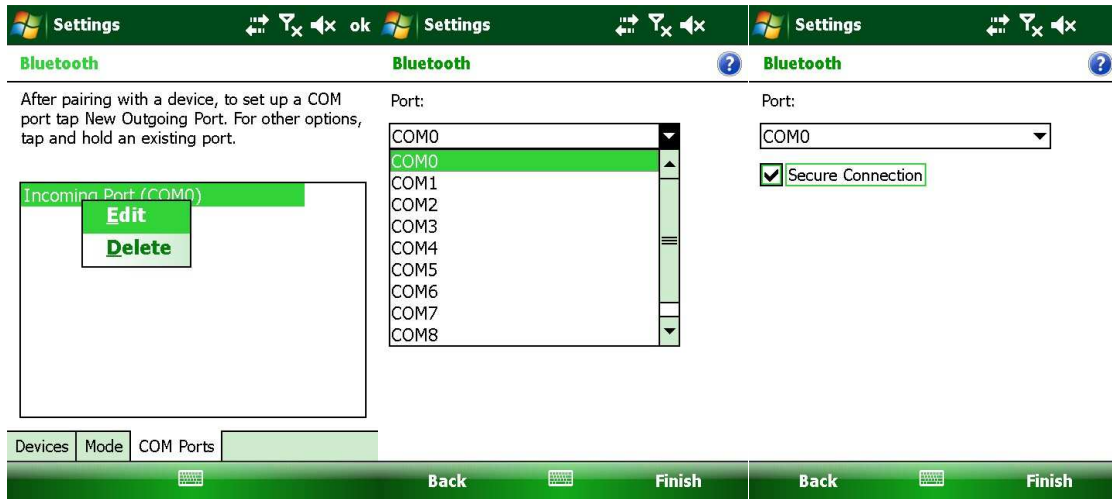 Settings
ok
Bluetooth
After pairing with a device, to set up a COM
port tap New Outgoing Port. For other options,
tap and hold an existing port.
Incoming Port (COM0)
Edit
Delete
Devices
Mode
COM Ports
Settings
Bluetooth
?
Port:
COM0
COM0
COM1
COM2
COM3
COM4
COM5
COM6
COM7
COM8
Back
Finish
Settings
Bluetooth
?
Port:
COM0
Secure Connection
Back
Finish